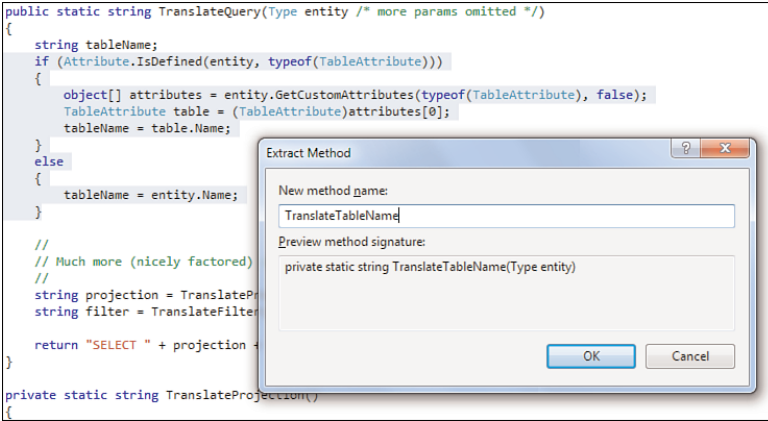 public static string TranslateQuery(Type entity /* more params omitted */)
{
    string tableName;
    if (Attribute.IsDefined(entity, typeof(TableAttribute)))
    {
        object[] attributes = entity.GetCustomAttributes(typeof(TableAttribute), false);
        TableAttribute table = (TableAttribute)attributes[0];
        tableName = table.Name;
    }
    else
    {
        tableName = entity.Name;
    }
    //
    // Much more (nicely factored)
    //
    string projection = TranslatePr
    string filter = TranslateFilter
    return "SELECT " + projection +
}
private static string TranslateProjection()
{
Extract Method
New method name:
TranslateTableName
Preview method signature:
private static string TranslateTableName(Type entity)
OK Cancel